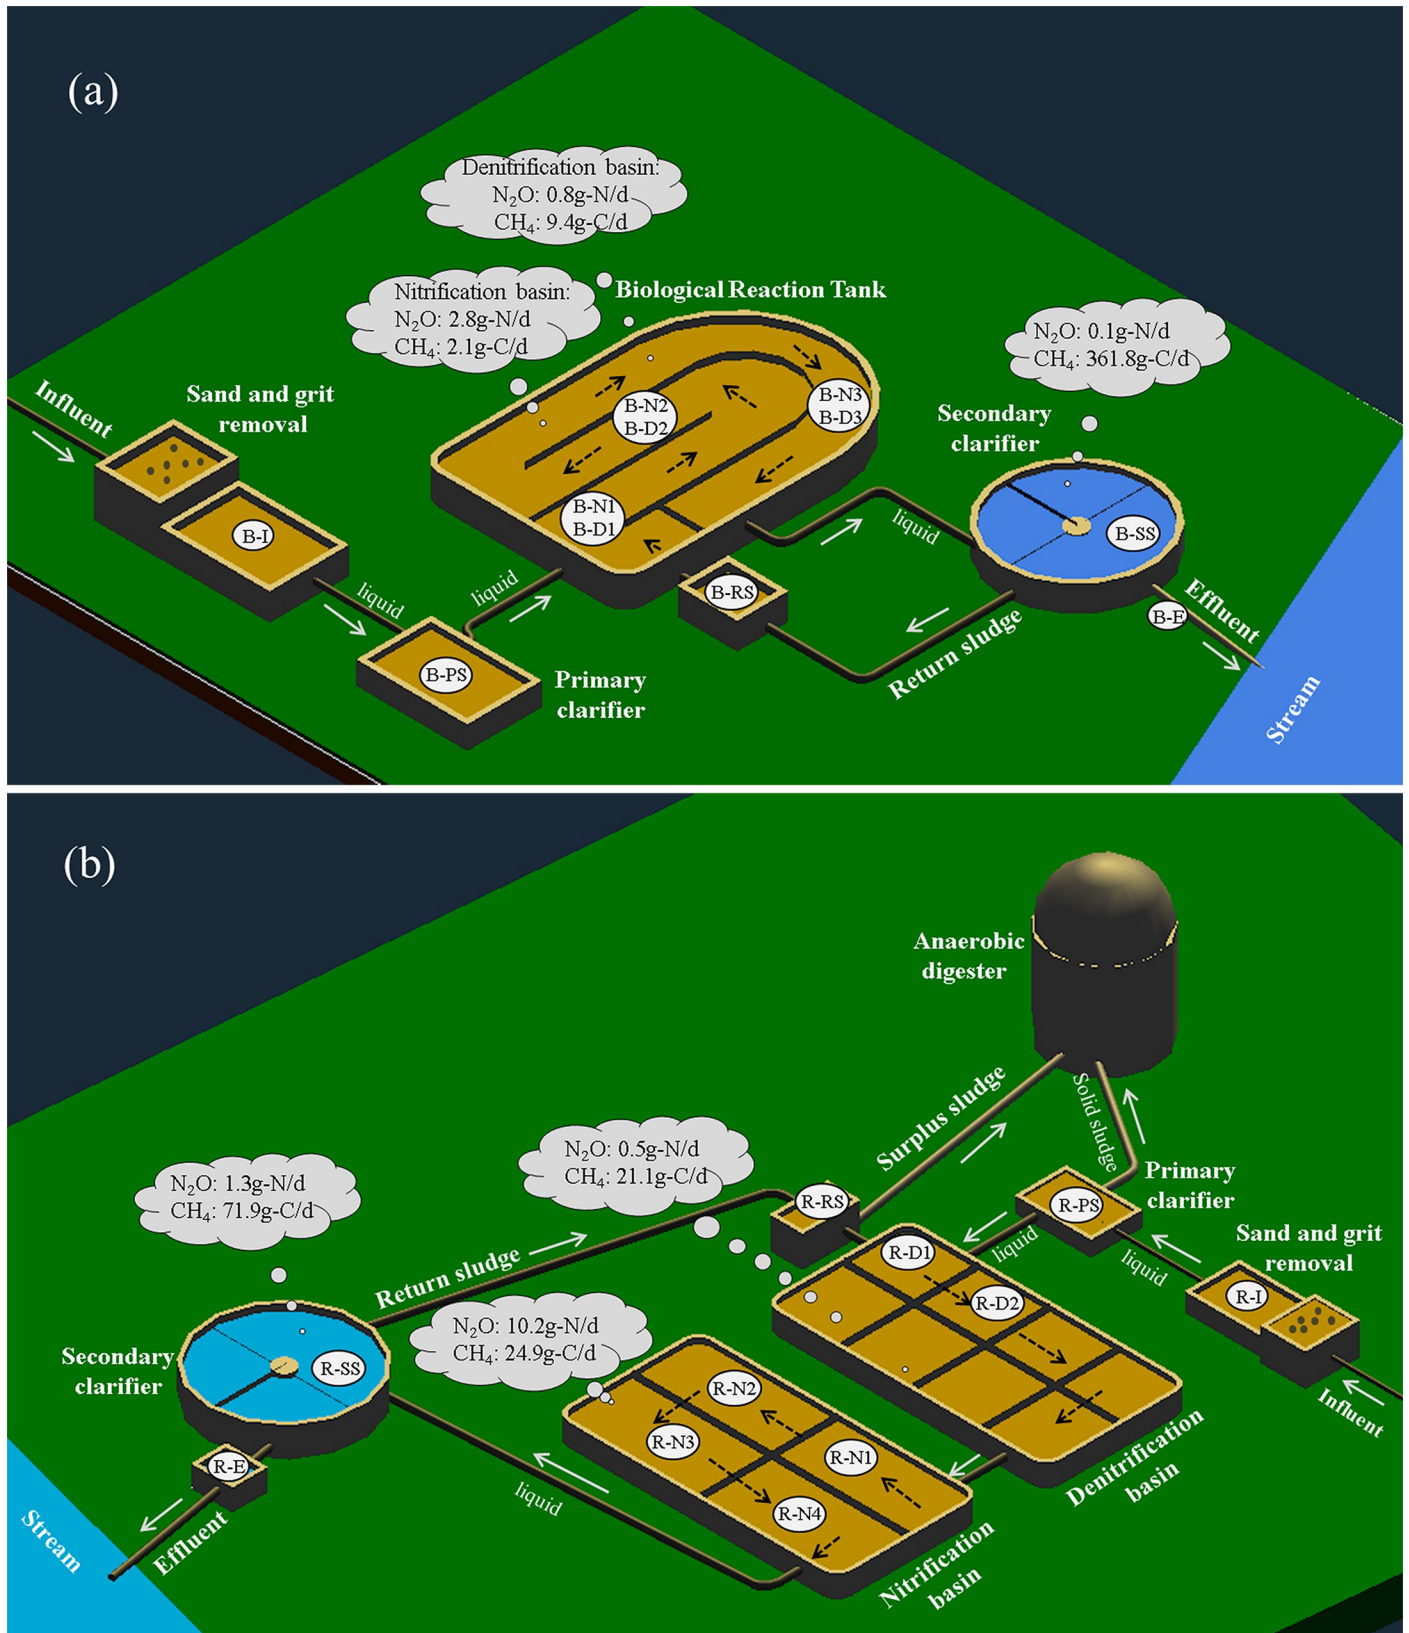 (a)
Denitrification basin:
N₂O: 0.8g-N/d
CH₄: 9.4g-C/d
Nitrification basin:
N₂O: 2.8g-N/d
CH₄: 2.1g-C/d
Biological Reaction Tank
N₂O: 0.1g-N/d
CH₄: 361.8g-C/d
Influent
Sand and grit
removal
B-N2
B-D2
B-N3
B-D3
Secondary
clarifier
B-I
B-N1
B-D1
liquid
B-SS
liquid
liquid
B-RS
B-E
Effluent
Return sludge
B-PS
Primary
clarifier
Stream
(b)
Anaerobic
digester
Surplus sludge
Solid sludge
N₂O: 0.5g-N/d
CH₄: 21.1g-C/d
N₂O: 1.3g-N/d
CH₄: 71.9g-C/d
Primary
clarifier
R-RS
R-PS
R-D1
liquid
liquid
Sand and grit
removal
Return sludge
R-D2
R-I
N₂O: 10.2g-N/d
CH₄: 24.9g-C/d
Secondary
clarifier
R-SS
R-N2
Influent
R-N3
R-N1
R-E
liquid
R-N4
Denitrification
basin
Stream
Effluent
Nitrification
basin